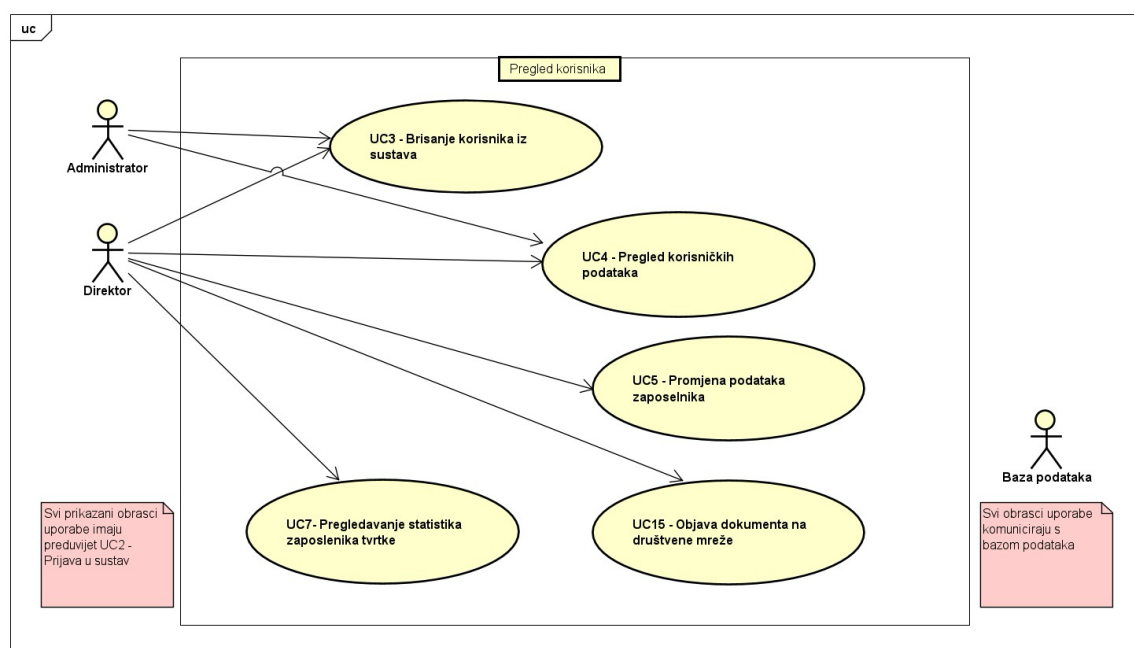 uc
Pregled korisnika
Administrator
UC3 - Brisanje korisnika iz
sustava
Direktor
UC4 - Pregled korisničkih
podataka
UC5 - Promjena podataka
zaposelnika
Baza podataka
Svi prikazani obrasci
uporabe imaju
preduvijet UC2 -
Prijava u sustav
UC7- Pregledavanje statistika
zaposlenika tvrtke
UC15 - Objava dokumenta na
društvene mreže
Svi obrasci uporabe
komuniciraju s
bazom podataka